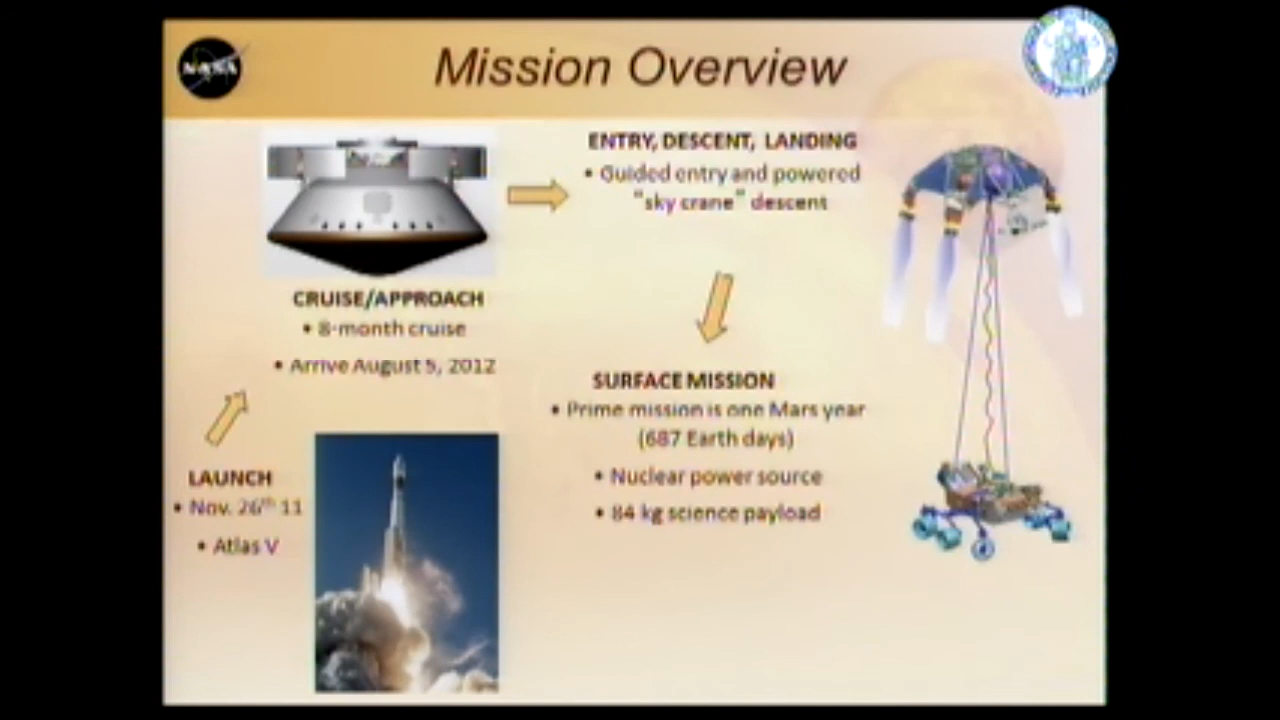 NASA
Mission Overview
ENTRY, DESCENT, LANDING
• Guided entry and powered
"sky crane" descent
CRUISE/APPROACH
• 8-month cruise
• Arrive August 5, 2012
SURFACE MISSION
• Prime mission is one Mars year
(687 Earth days)
• Nuclear power source
• 84 kg science payload
LAUNCH
• Nov. 26th 11
• Atlas V